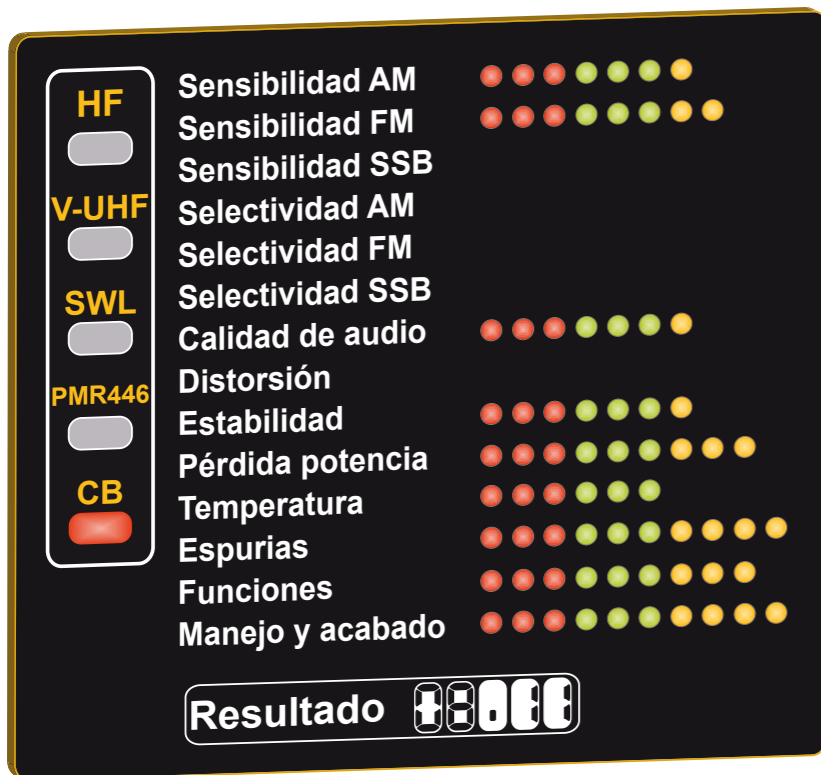 HF
V-UHF
SWL
PMR446
CB
Sensibilidad AM
Sensibilidad FM
Sensibilidad SSB
Selectividad AM
Selectividad FM
Selectividad SSB
Calidad de audio
Distorsión
Estabilidad
Pérdida potencia
Temperatura
Espurias
Funciones
Manejo y acabado
Resultado